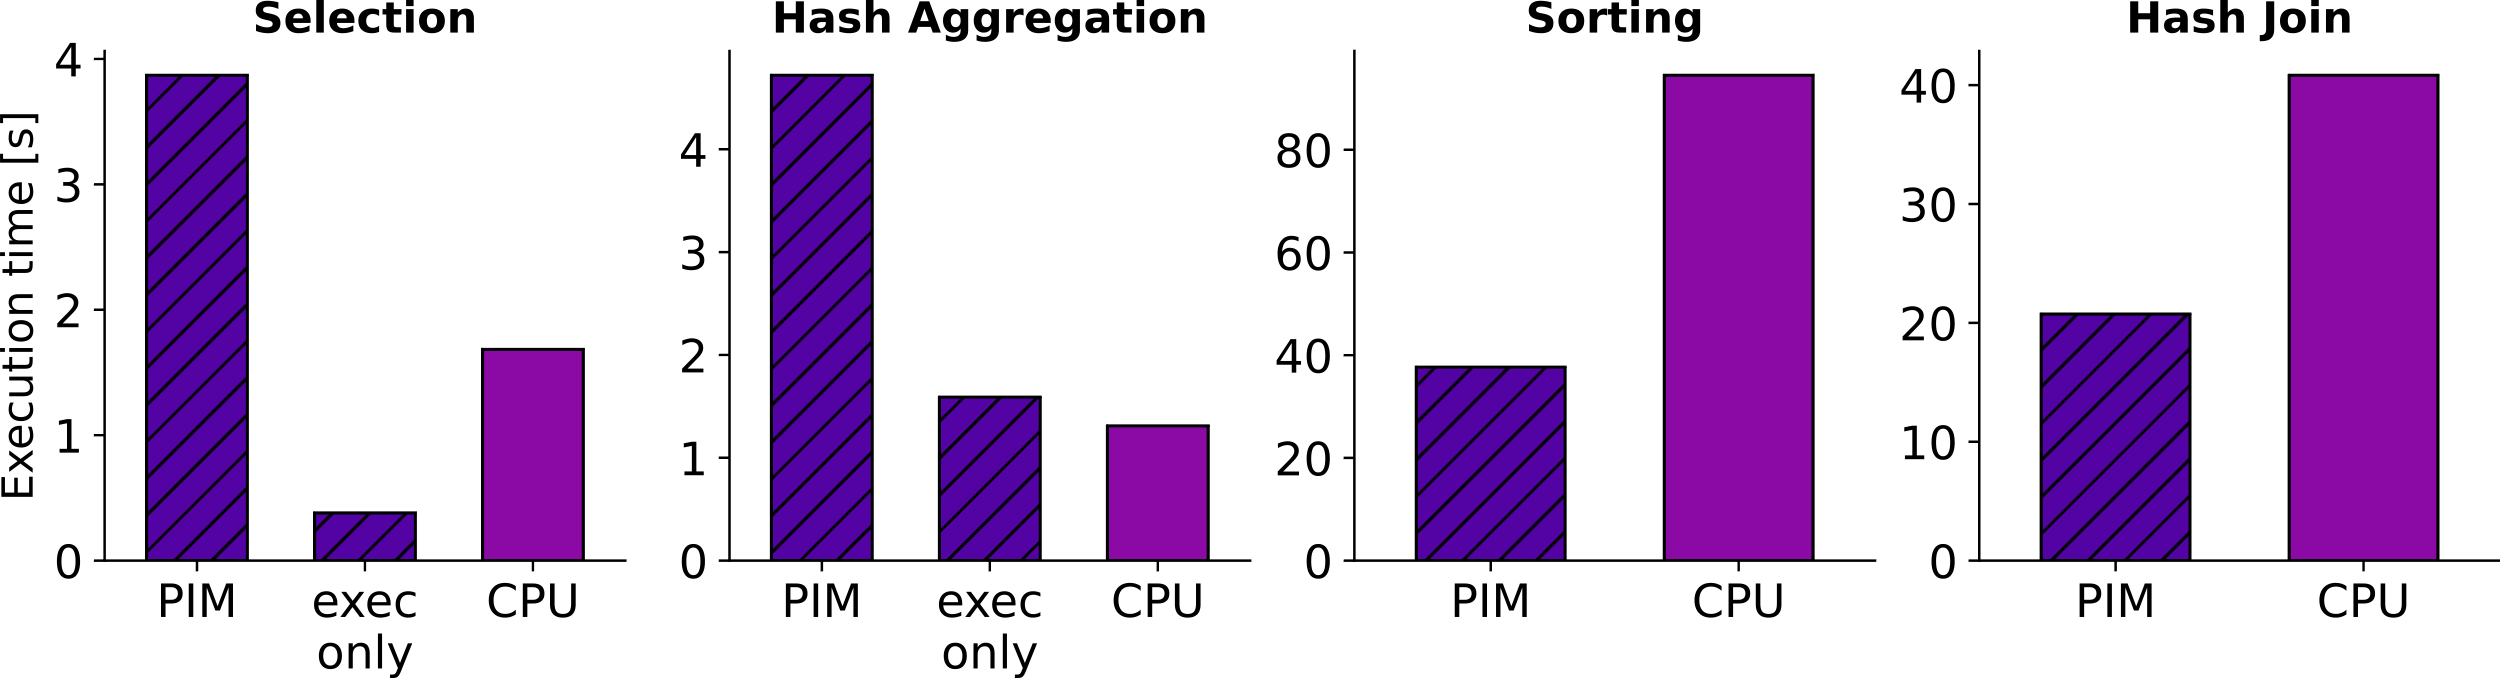 Selection
Execution time [s]
4
3
2
1
0
PIM
exec
only
CPU
Hash Aggregation
4
3
2
1
0
PIM
exec
only
CPU
Sorting
80
60
40
20
0
PIM
CPU
Hash Join
40
30
20
10
0
PIM
CPU